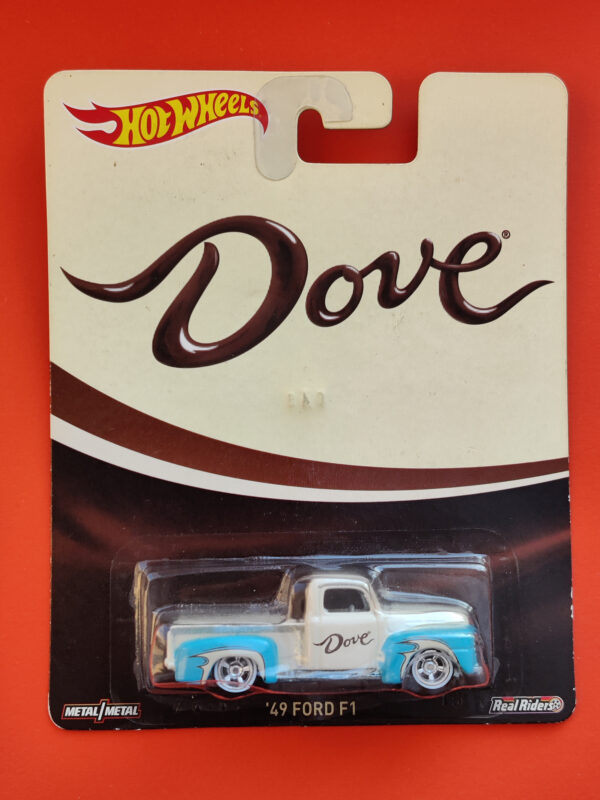 HOT WHEELS
Dove®
Dove
'49 FORD F1
METAL/METAL
Real Riders